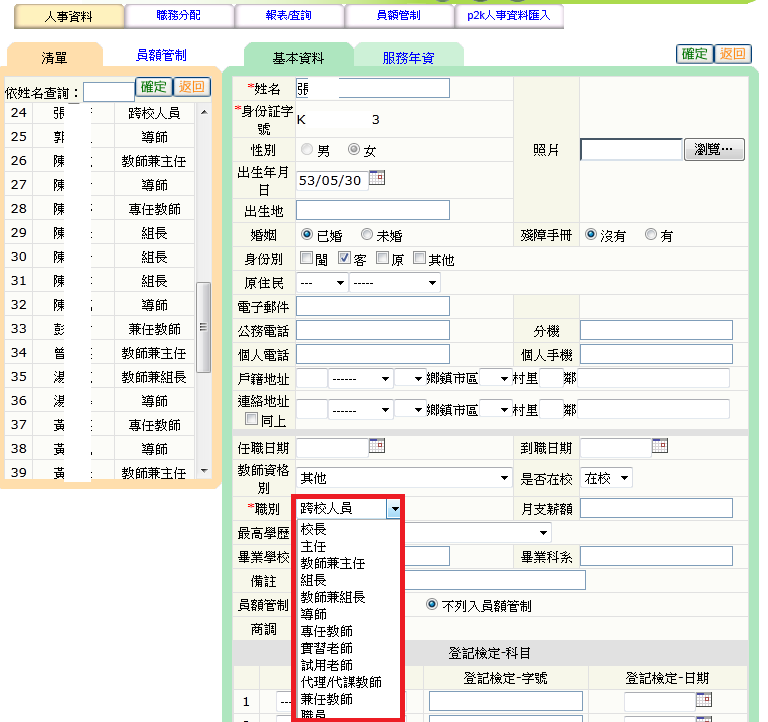 人事資料 職務分配 報表/查詢 員額管制 p2k人事資料匯入
清單 員額管制
依姓名查詢： 確定 返回
24 張 跨校人員
25 郭 導師
26 陳 教師兼主任
27 陳 導師
28 陳 專任教師
29 陳 組長
30 陳 組長
31 陳 組長
32 陳 導師
33 彭 兼任教師
34 曾 教師兼主任
35 湯 教師兼組長
36 湯 導師
37 黃 專任教師
38 黃 導師
39 黃 教師兼主任
基本資料 服務年資 確定 返回
*姓名 張
*身份証字號 K 3
性別 男 女
照片 瀏覽…
出生年月日 53/05/30
出生地
婚姻 已婚 未婚 殘障手冊 沒有 有
身份別 閩 客 原 其他
原住民 --- -----
電子郵件
公務電話 分機
個人電話 個人手機
戶籍地址 ------ 鄉鎮市區 村里 鄰
連絡地址 同上 ------ 鄉鎮市區 村里 鄰
任職日期 到職日期
教師資格別 其他 是否在校 在校
*職別 跨校人員 月支薪額
最高學歷
畢業學校 畢業科系
備註
員額管制 不列入員額管制
商調
校長
主任
教師兼主任
組長
教師兼組長
導師
專任教師
實習老師
試用老師
代理/代課教師
兼任教師
職員
登記檢定-科目
登記檢定-字號 登記檢定-日期
1 ---